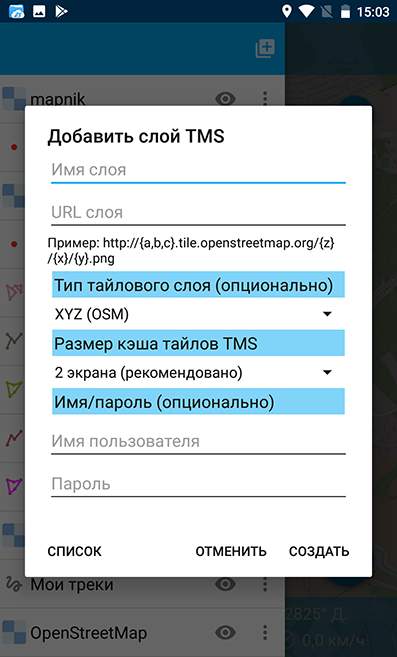 15:03
mapnik
Добавить слой TMS
Имя слоя
URL слоя
Пример: http://{a,b,c}.tile.openstreetmap.org/{z}
/{x}/{y}.png
Тип тайлового слоя (опционально)
XYZ (OSM)
Размер кэша тайлов TMS
2 экрана (рекомендовано)
Имя/пароль (опционально)
Имя пользователя
Пароль
СПИСОК ОТМЕНИТЬ СОЗДАТЬ
Мои треки
2825" Д.
OpenStreetMap
0,0 км/ч